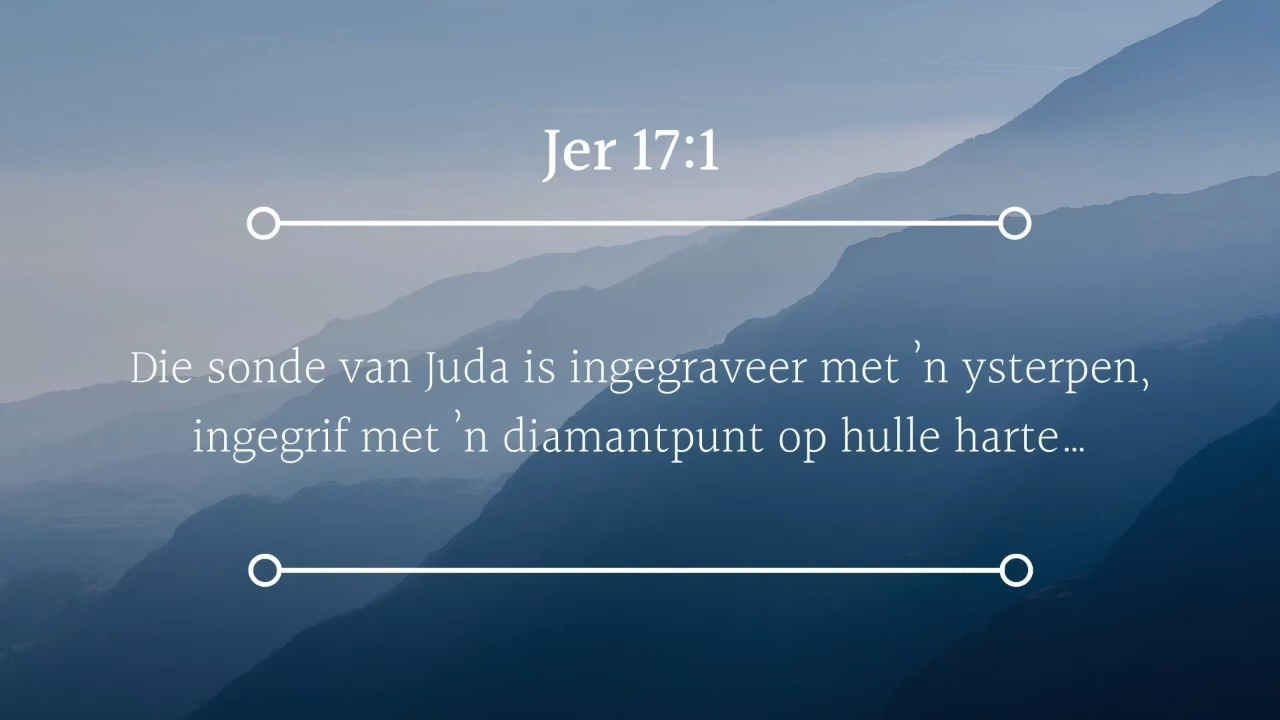 Jer 17:1
Die sonde van Juda is ingegraveer met ’n ysterpen,
ingegrif met ’n diamantpunt op hulle harte…